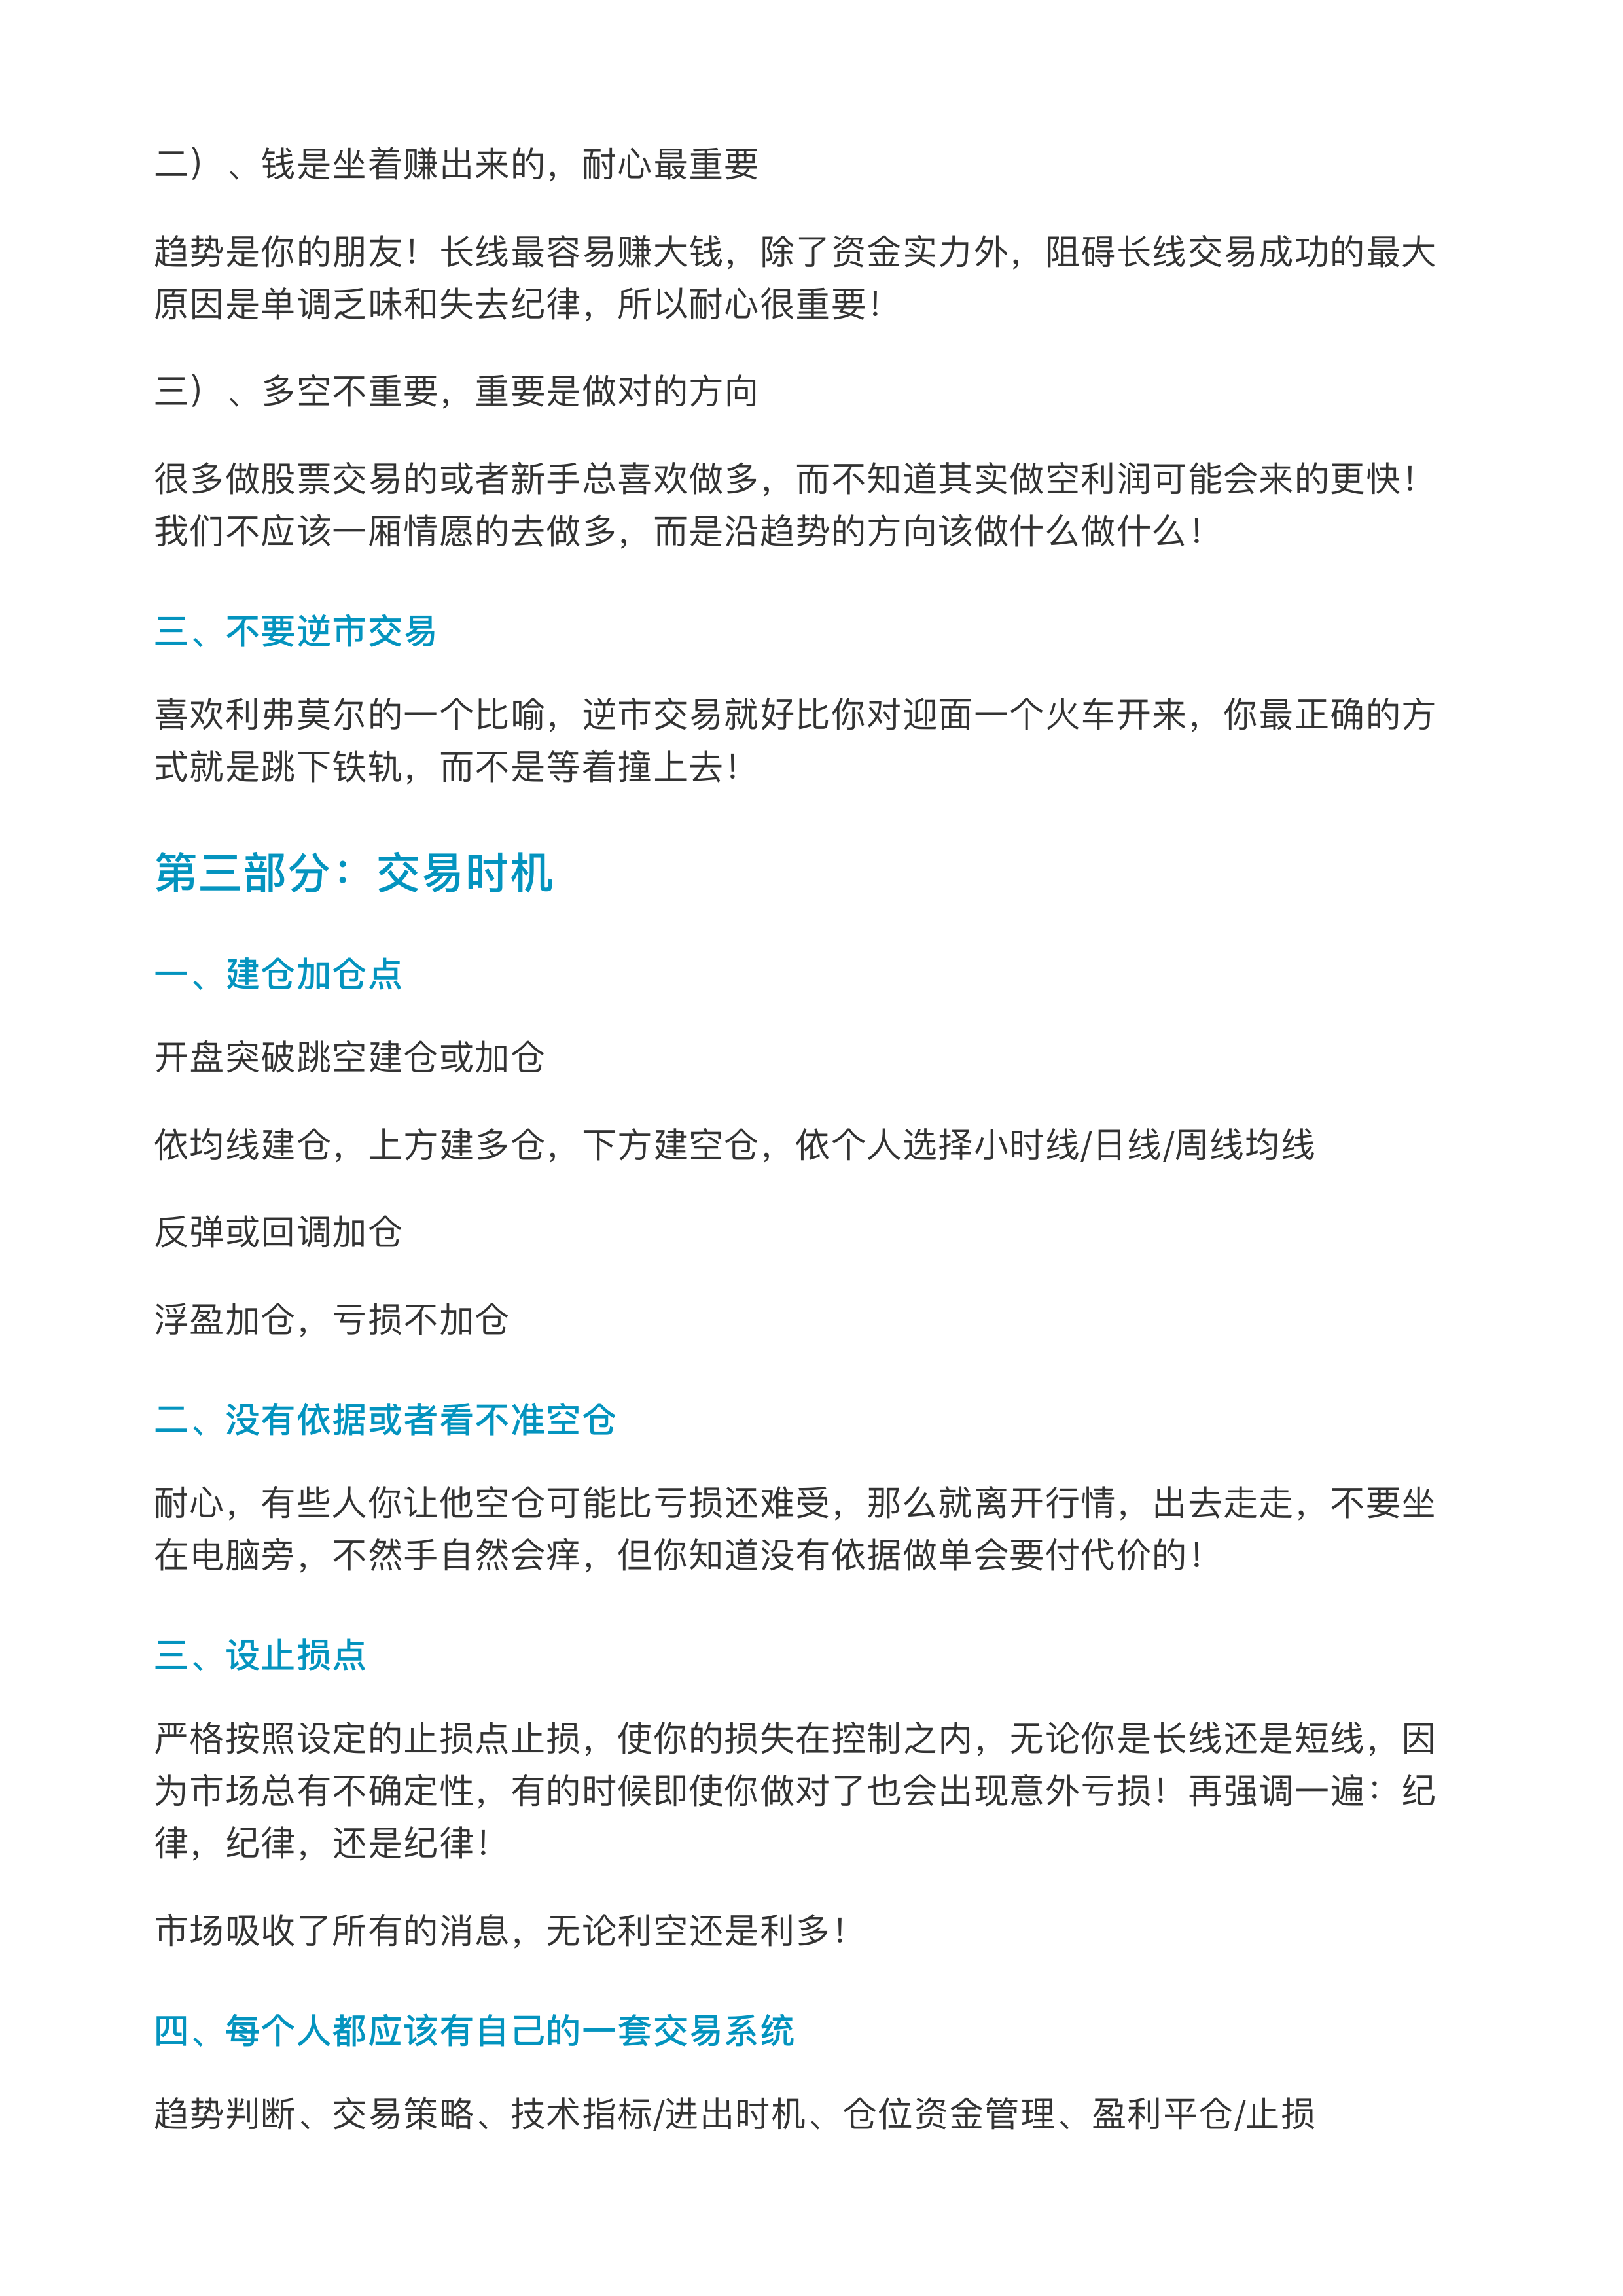 二）、钱是坐着赚出来的，耐心最重要
趋势是你的朋友！长线最容易赚大钱，除了资金实力外，阻碍长线交易成功的最大
原因是单调乏味和失去纪律，所以耐心很重要！
三）、多空不重要，重要是做对的方向
很多做股票交易的或者新手总喜欢做多，而不知道其实做空利润可能会来的更快！
我们不应该一厢情愿的去做多，而是沿趋势的方向该做什么做什么！
三、不要逆市交易
喜欢利弗莫尔的一个比喻，逆市交易就好比你对迎面一个火车开来，你最正确的方
式就是跳下铁轨，而不是等着撞上去！
第三部分：交易时机
一、建仓加仓点
开盘突破跳空建仓或加仓
依均线建仓，上方建多仓，下方建空仓，依个人选择小时线/日线/周线均线
反弹或回调加仓
浮盈加仓，亏损不加仓
二、没有依据或者看不准空仓
耐心，有些人你让他空仓可能比亏损还难受，那么就离开行情，出去走走，不要坐
在电脑旁，不然手自然会痒，但你知道没有依据做单会要付代价的！
三、设止损点
严格按照设定的止损点止损，使你的损失在控制之内，无论你是长线还是短线，因
为市场总有不确定性，有的时候即使你做对了也会出现意外亏损！再强调一遍：纪
律，纪律，还是纪律！
市场吸收了所有的消息，无论利空还是利多！
四、每个人都应该有自己的一套交易系统
趋势判断、交易策略、技术指标/进出时机、仓位资金管理、盈利平仓/止损